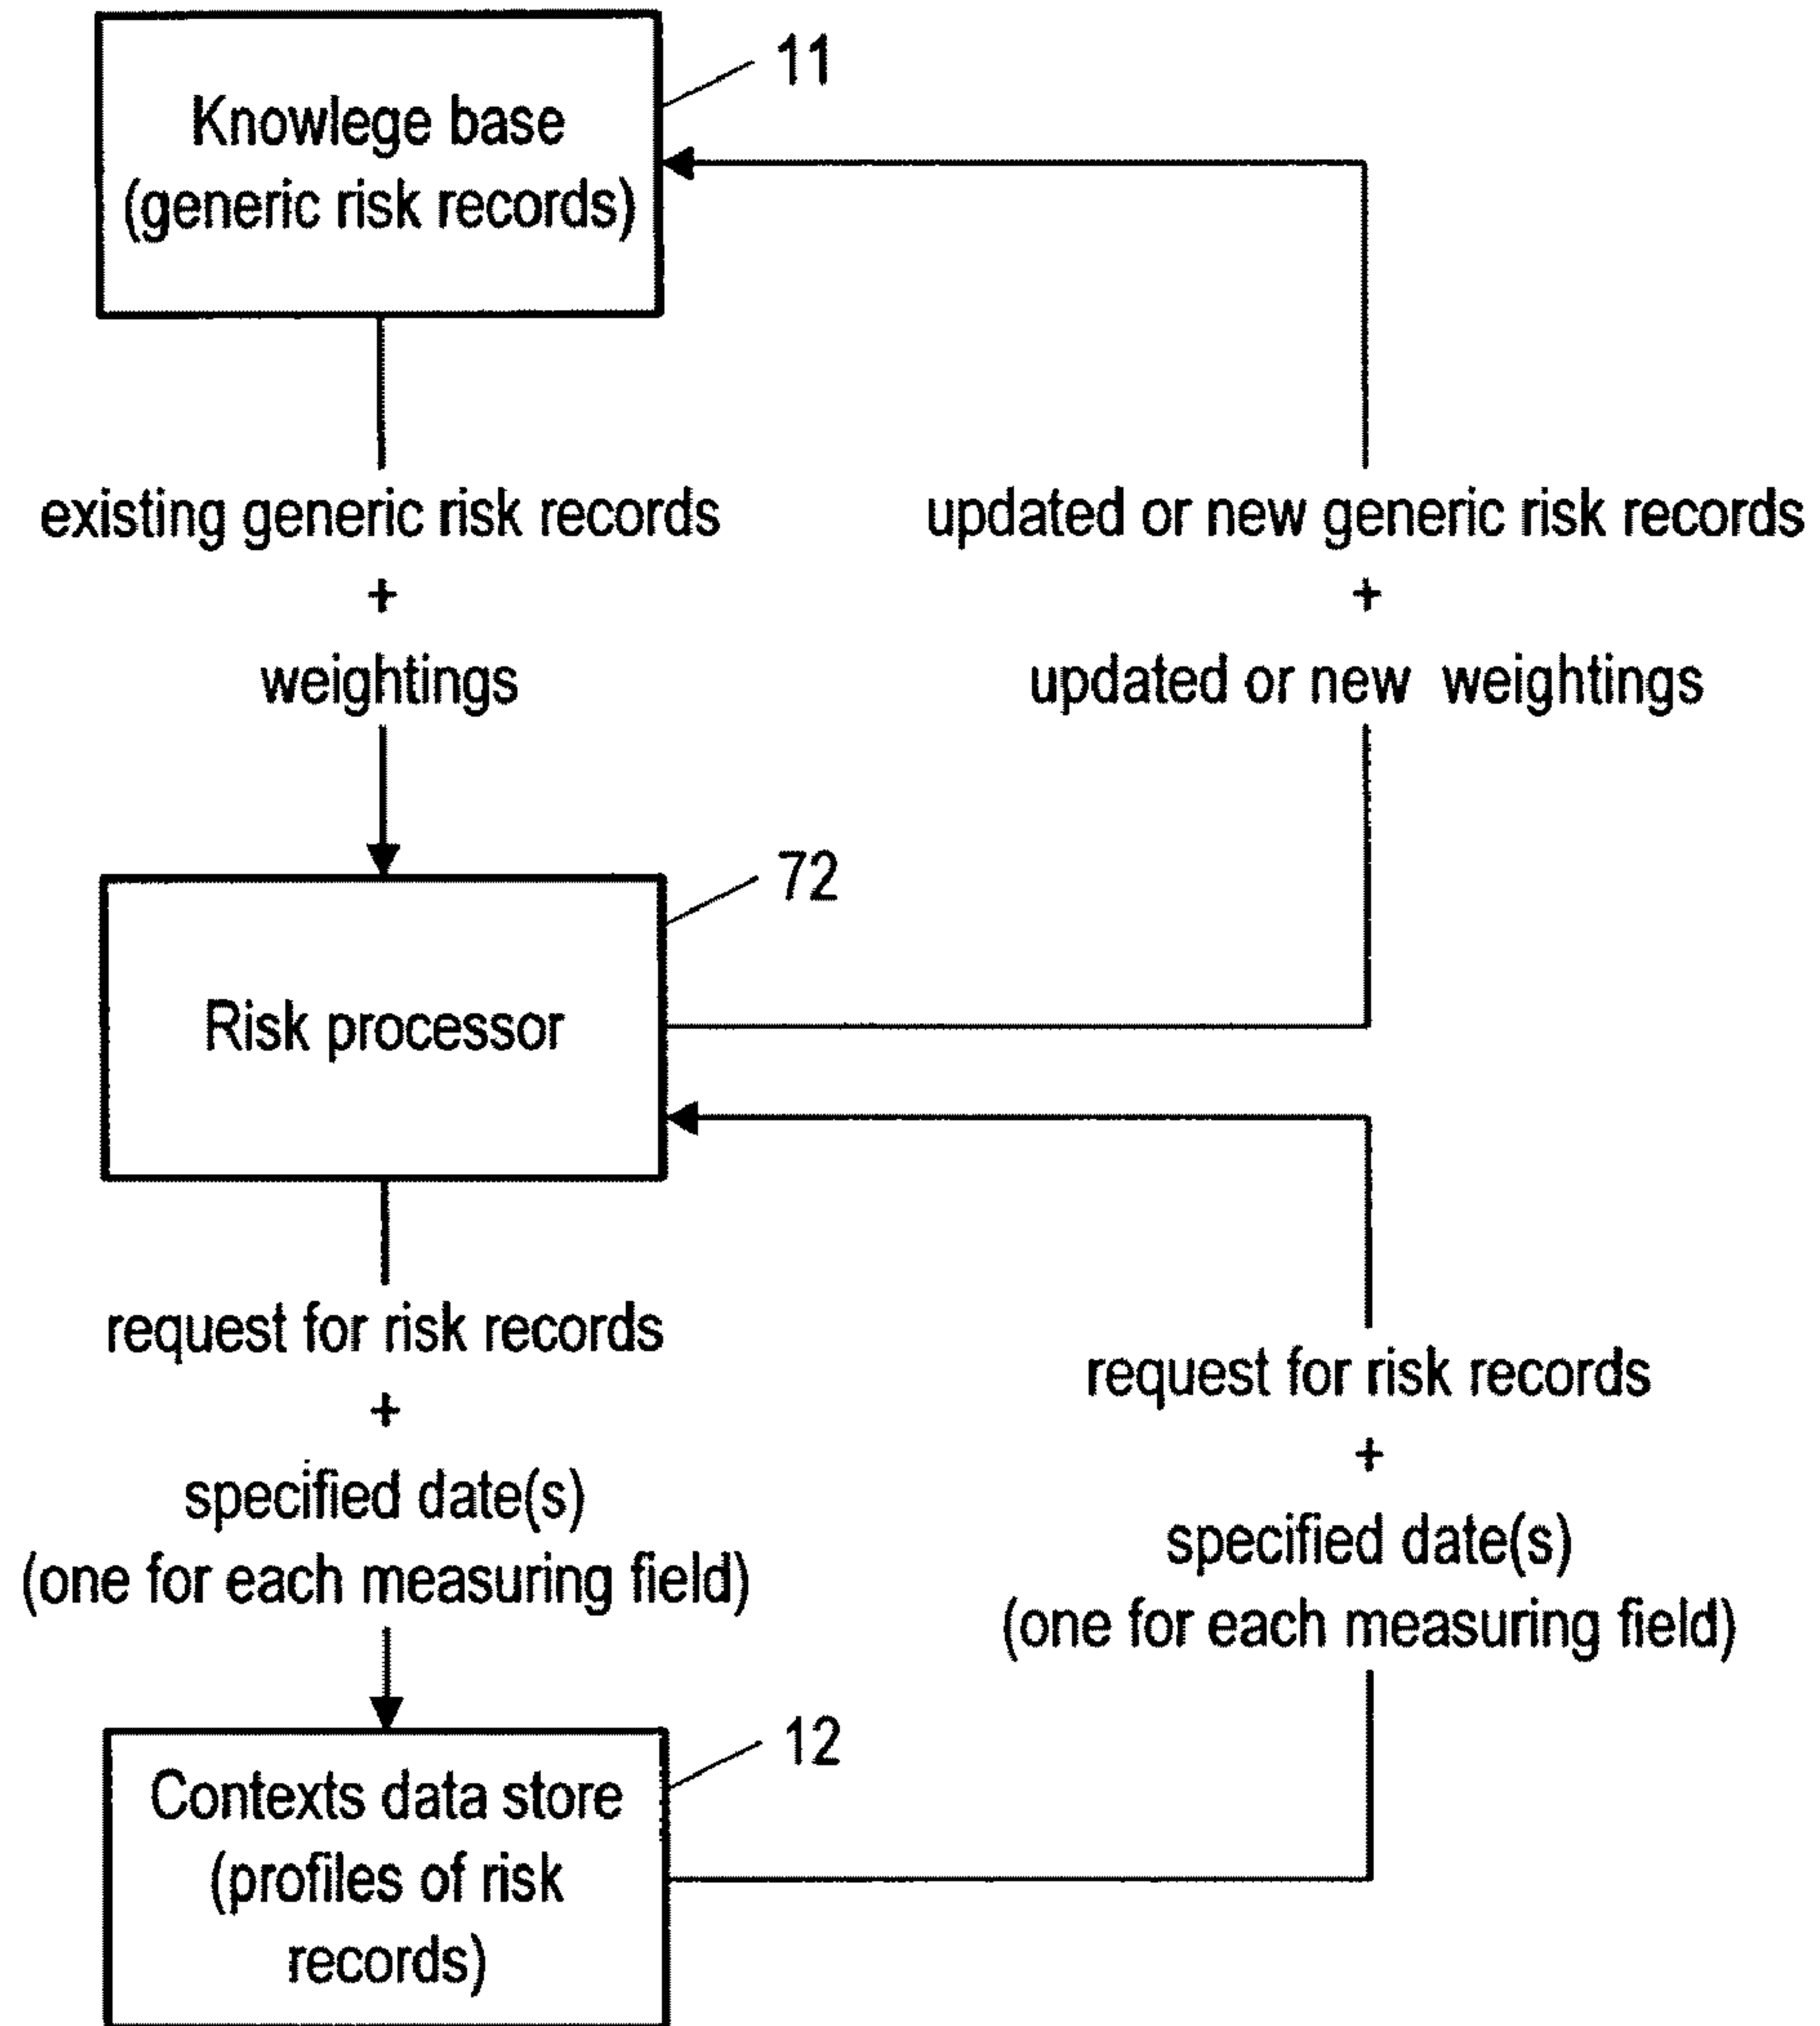 11
Knowlege base
(generic risk records)
existing generic risk records
+
weightings
updated or new generic risk records
+
updated or new weightings
72
Risk processor
request for risk records
+
specified date(s)
(one for each measuring field)
request for risk records
+
specified date(s)
(one for each measuring field)
12
Contexts data store
(profiles of risk
records)